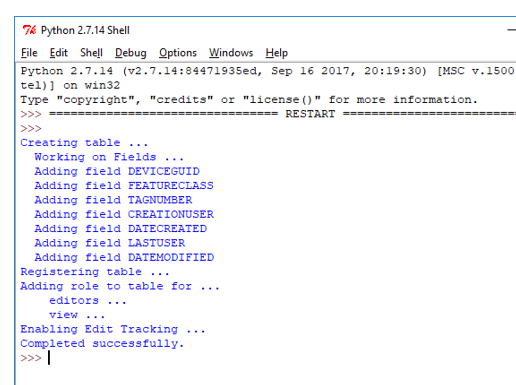 Python 2.7.14 Shell
File Edit Shell Debug Options Windows Help
Python 2.7.14 (v2.7.14:84471935ed, Sep 16 2017, 20:19:30) [MSC v.1500
tel)] on win32
Type "copyright", "credits" or "license()" for more information.
>>> ================================ RESTART ========================
>>>
Creating table ...
  Working on Fields ...
  Adding field DEVICEGUID
  Adding field FEATURECLASS
  Adding field TAGNUMBER
  Adding field CREATIONUSER
  Adding field DATECREATED
  Adding field LASTUSER
  Adding field DATEMODIFIED
Registering table ...
Adding role to table for ...
    editors ...
    view ...
Enabling Edit Tracking ...
Completed successfully.
>>>